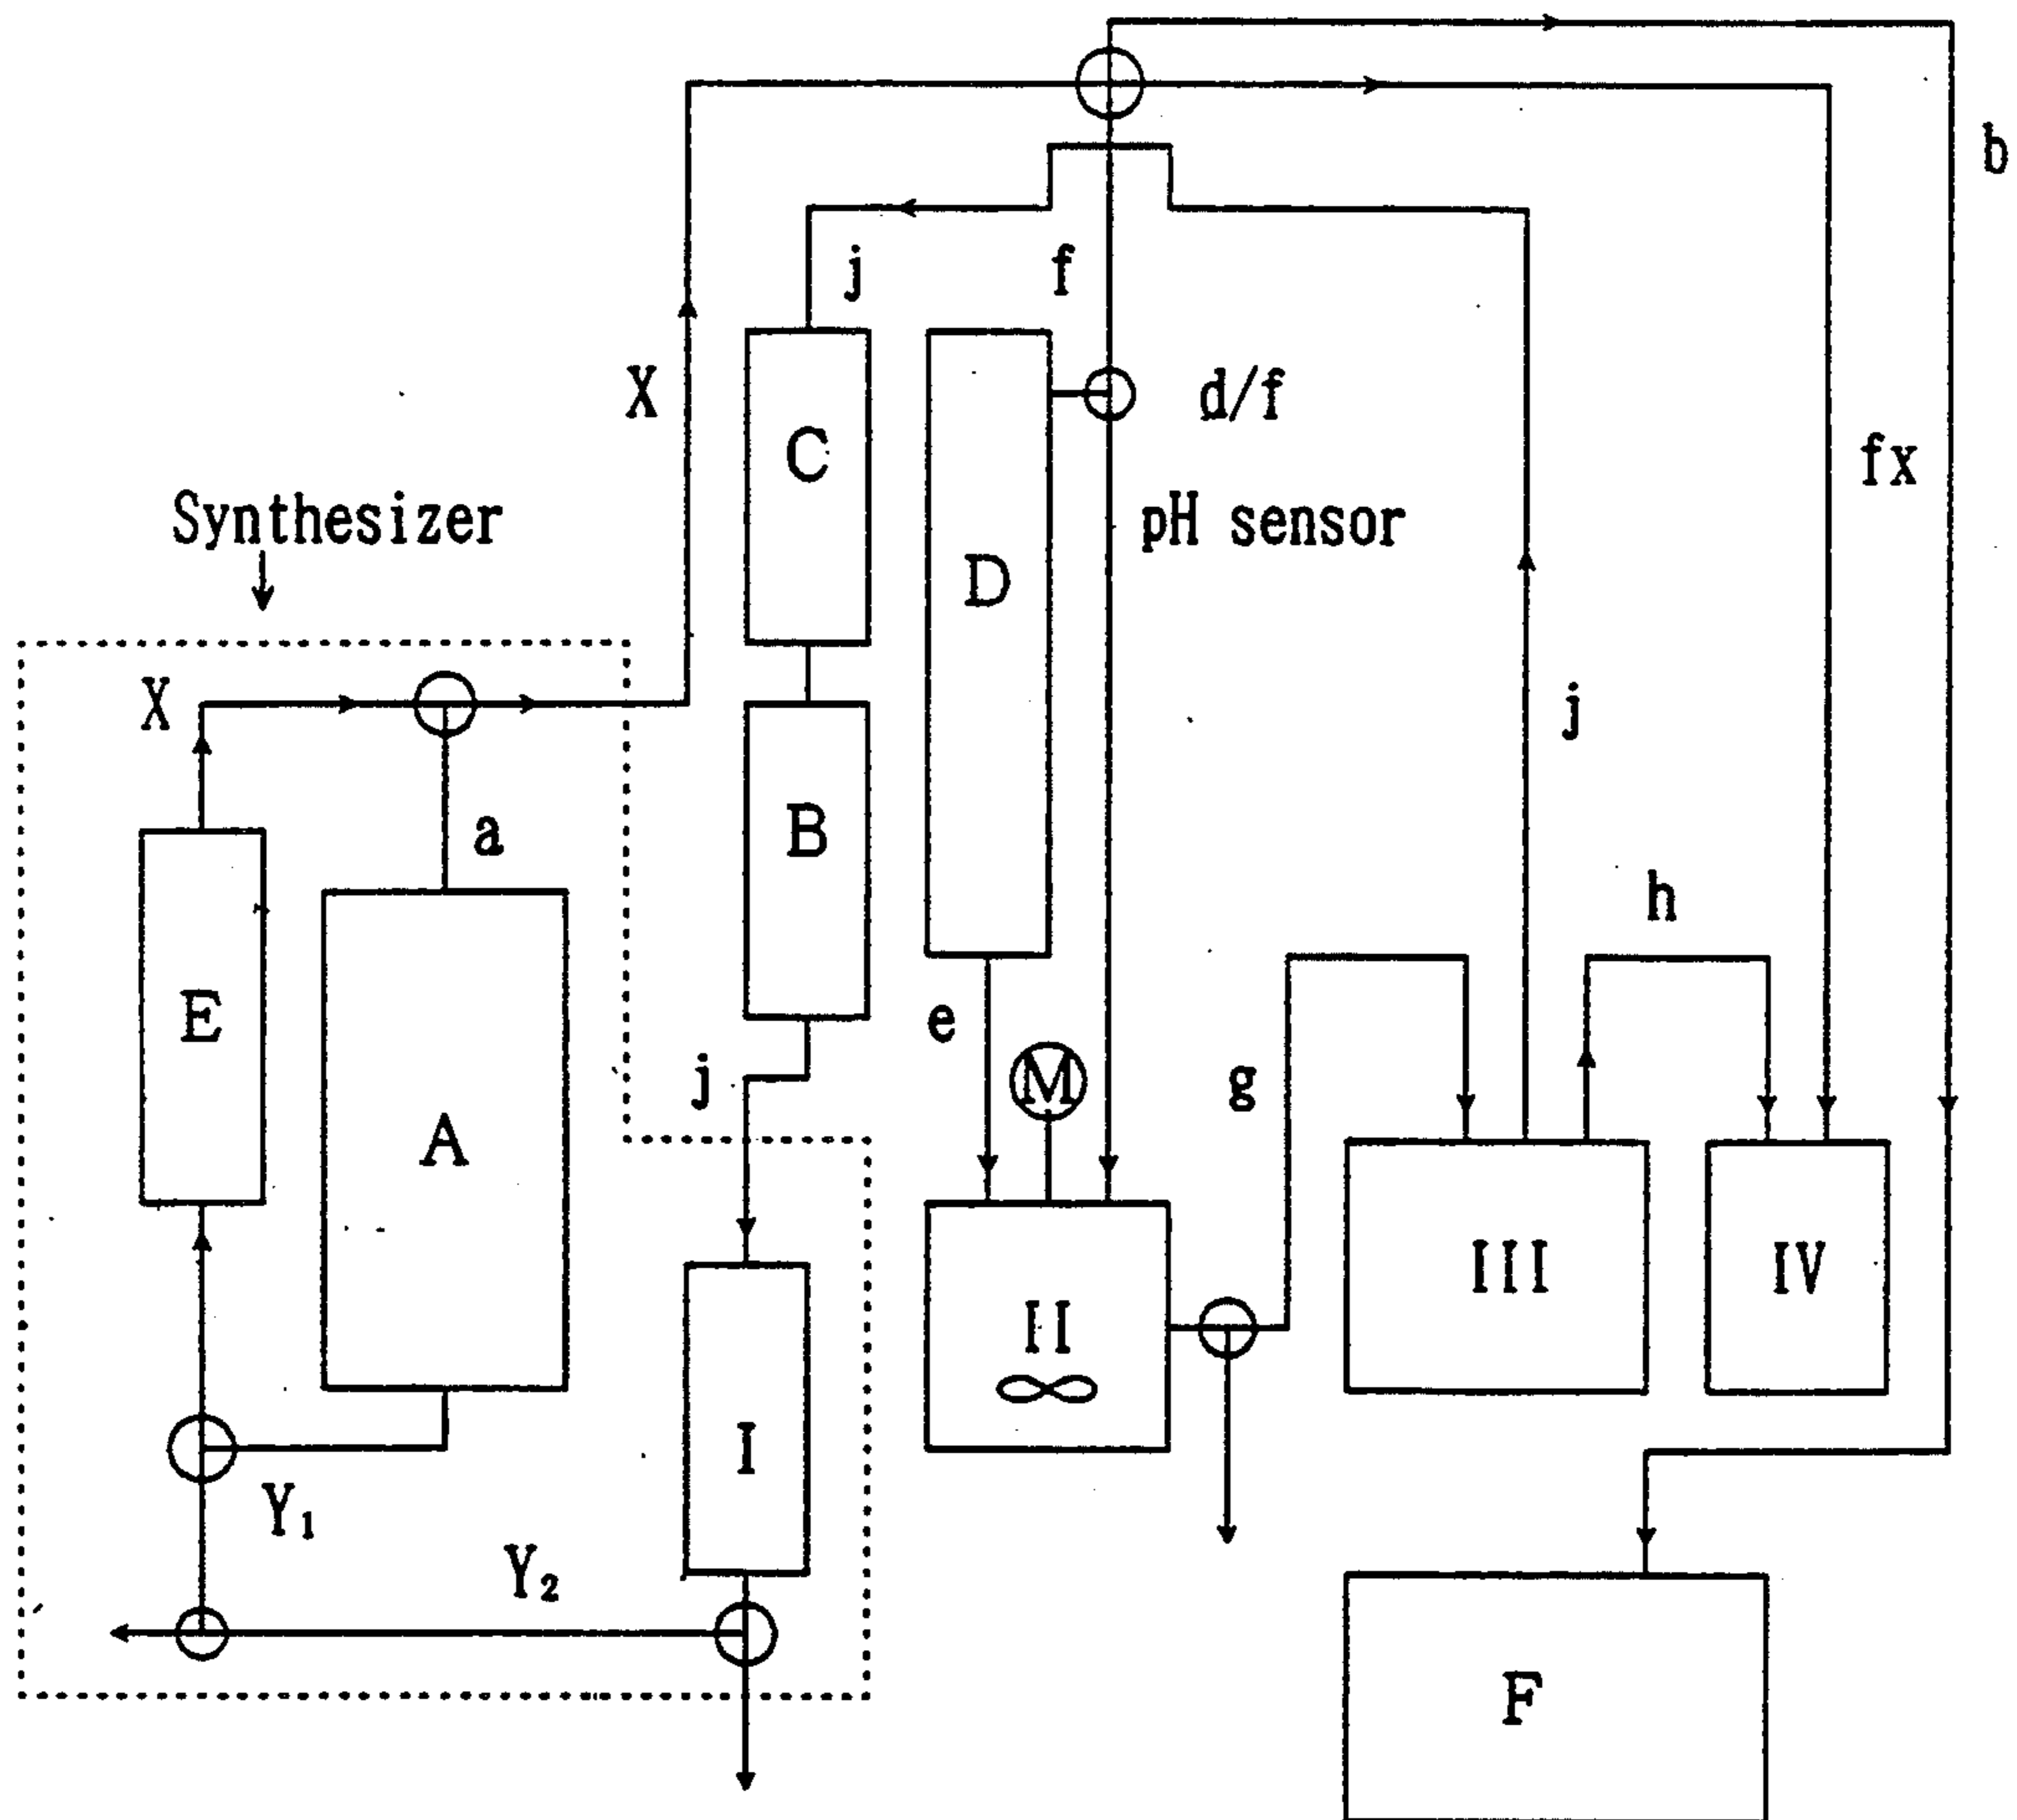 b
j
f
X
d/f
C
fx
Synthesizer
pH sensor
D
X
j
a
B
h
E
e
M
g
A
j
II
III
IV
I
Y₁
Y₂
F